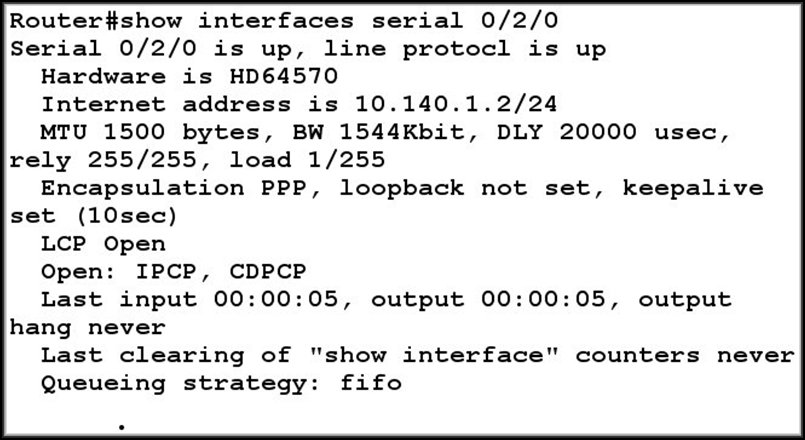 Router#show interfaces serial 0/2/0
Serial 0/2/0 is up, line protocl is up
Hardware is HD64570
Internet address is 10.140.1.2/24
MTU 1500 bytes, BW 1544Kbit, DLY 20000 usec,
rely 255/255, load 1/255
Encapsulation PPP, loopback not set, keepalive
set (10sec)
LCP Open
Open: IPCP, CDPCP
Last input 00:00:05, output 00:00:05, output
hang never
Last clearing of "show interface" counters never
Queueing strategy: fifo
.